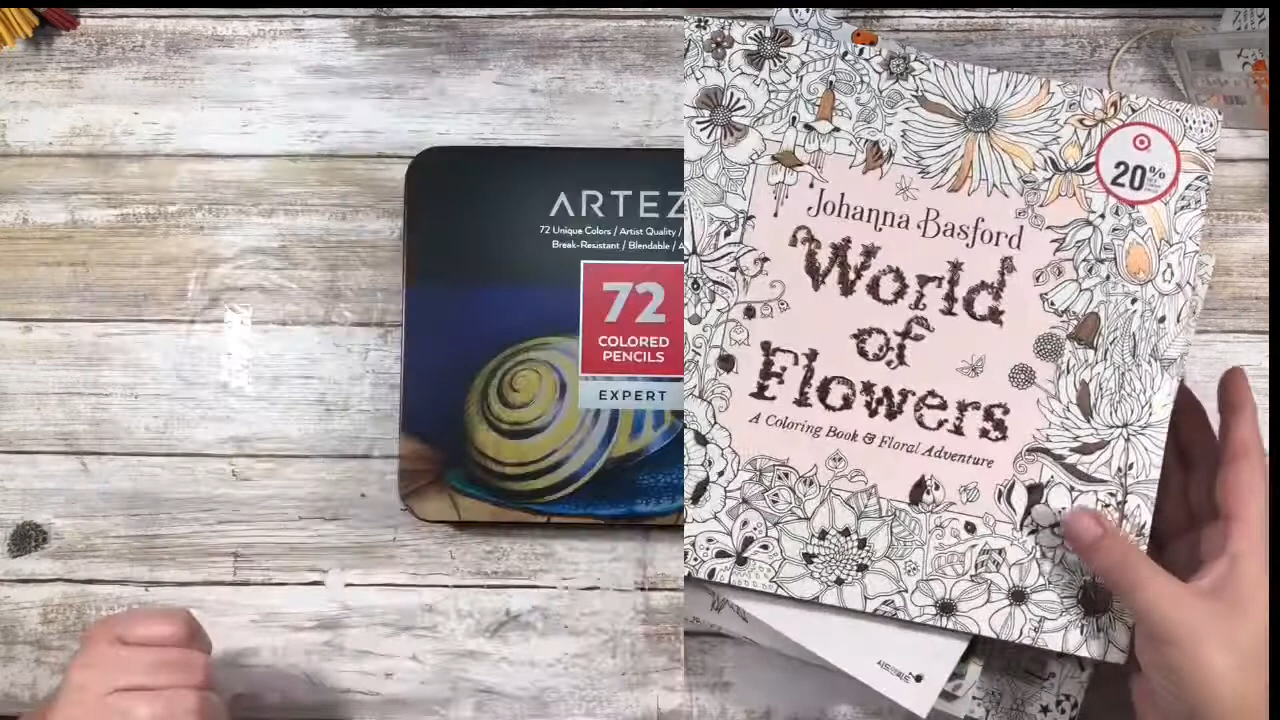 ARTEZ
72 Unique Colors / Artist Quality /
Break-Resistant / Blendable / A
72
COLORED
PENCILS
EXPERT
20%
Johanna Basford
World
of
Flowers
A Coloring Book & Floral Adventure